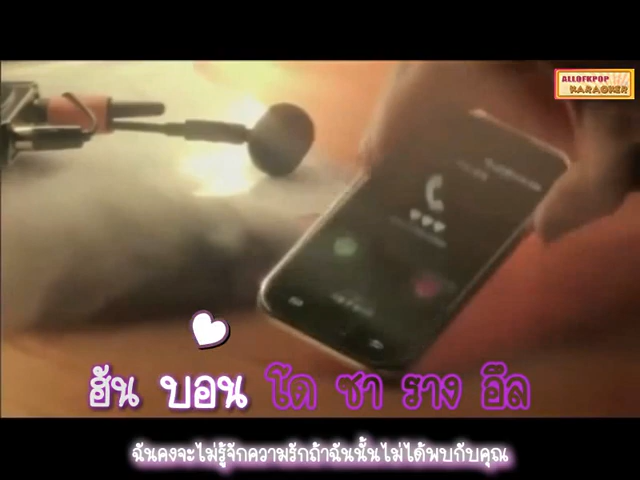 ALLOFKPOP
KARAOKER
ฮัน บอน โด ซา ราง อึล
ฉันคงจะไม่รู้จักความรักถ้าฉันนั้นไม่ได้พบกับคุณ